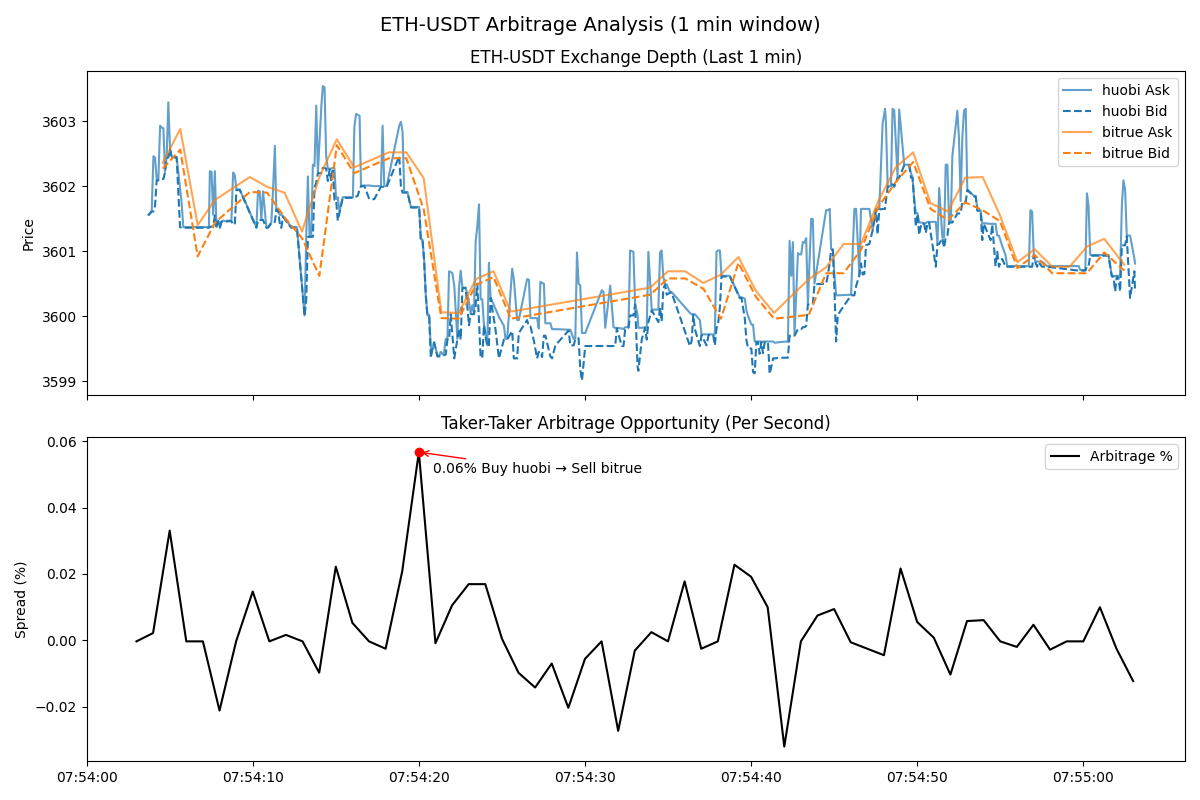 ETH-USDT Arbitrage Analysis (1 min window)
ETH-USDT Exchange Depth (Last 1 min)
3603
3602
3601
3600
3599
Price
huobi Ask
huobi Bid
bitrue Ask
bitrue Bid
Taker-Taker Arbitrage Opportunity (Per Second)
0.06
0.04
0.02
0.00
−0.02
Spread (%)
0.06% Buy huobi → Sell bitrue
Arbitrage %
07:54:00
07:54:10
07:54:20
07:54:30
07:54:40
07:54:50
07:55:00